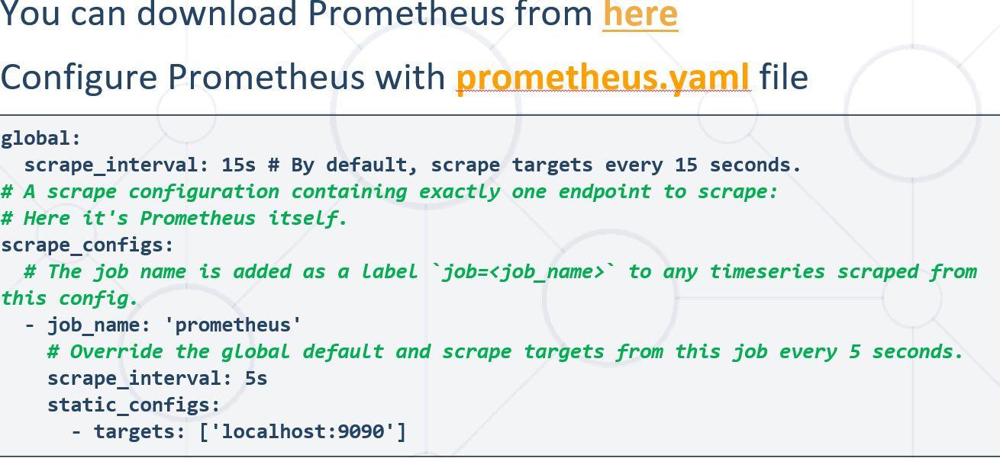 You can download Prometheus from here
Configure Prometheus with prometheus.yaml file
global:
  scrape_interval: 15s # By default, scrape targets every 15 seconds.
# A scrape configuration containing exactly one endpoint to scrape:
# Here it's Prometheus itself.
scrape_configs:
  # The job name is added as a label `job=<job_name>` to any timeseries scraped from
this config.
  - job_name: 'prometheus'
    # Override the global default and scrape targets from this job every 5 seconds.
    scrape_interval: 5s
    static_configs:
      - targets: ['localhost:9090']